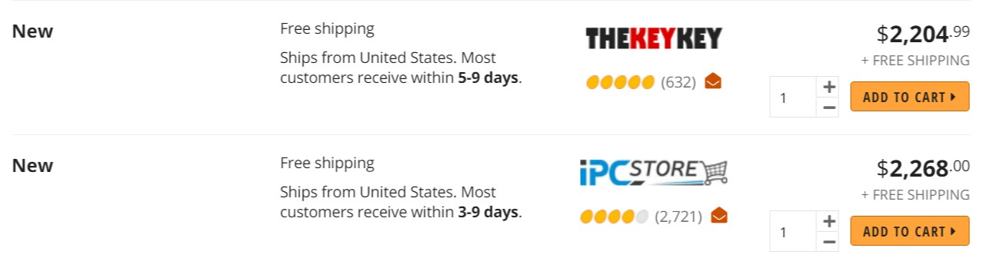 New
Free shipping
Ships from United States. Most
customers receive within 5-9 days.
THEKEYKEY
(632)
$2,204.99
+ FREE SHIPPING
1
+
−
ADD TO CART
New
Free shipping
Ships from United States. Most
customers receive within 3-9 days.
iPC STORE
(2,721)
$2,268.00
+ FREE SHIPPING
1
+
−
ADD TO CART